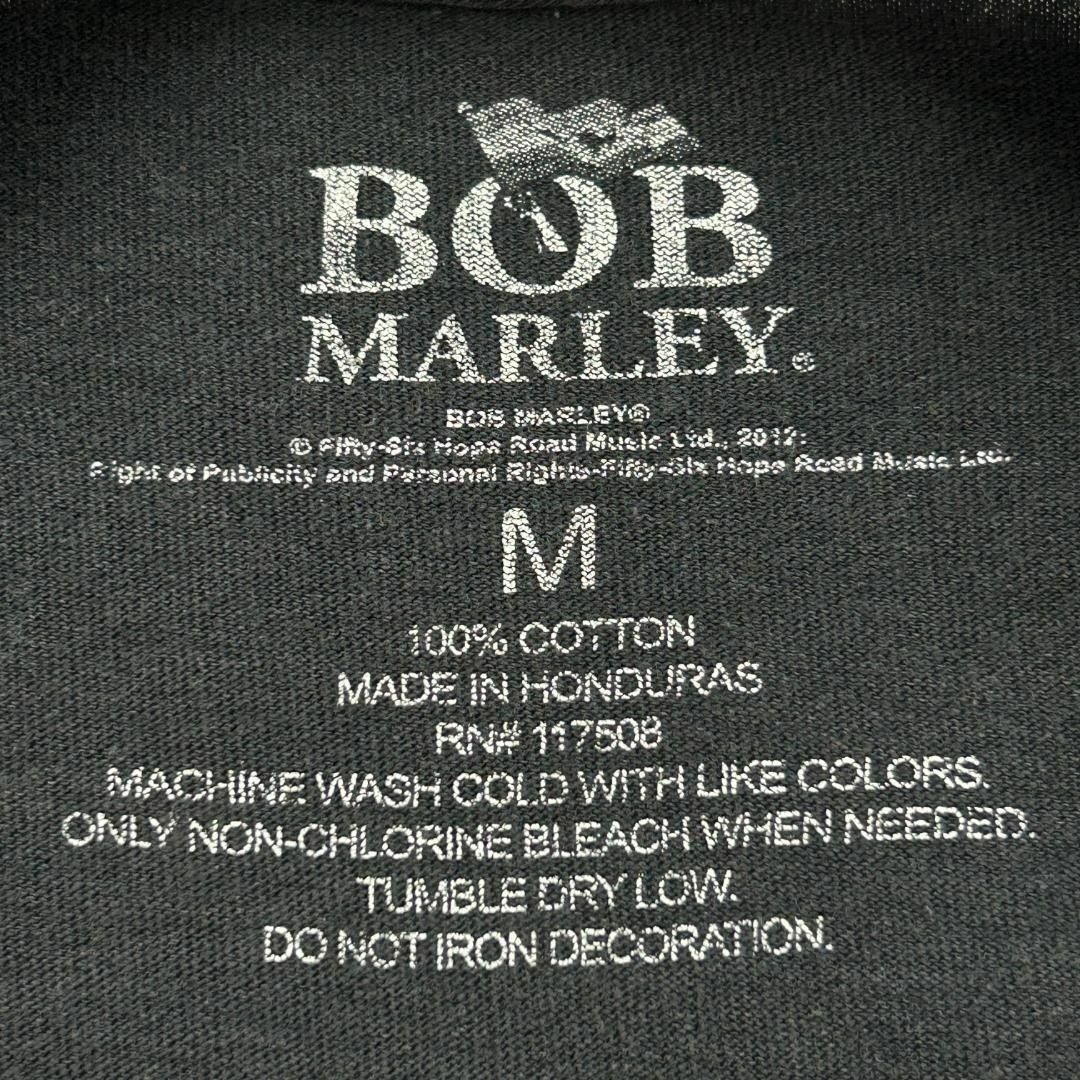 BOB
MARLEY®
BOB MARLEY®
© Fifty-Six Hope Road Music Ltd., 2012;
Right of Publicity and Personal Rights-Fifty-Six Hope Road Music Ltd.
M
100% COTTON
MADE IN HONDURAS
RN# 117508
MACHINE WASH COLD WITH LIKE COLORS.
ONLY NON-CHLORINE BLEACH WHEN NEEDED.
TUMBLE DRY LOW.
DO NOT IRON DECORATION.